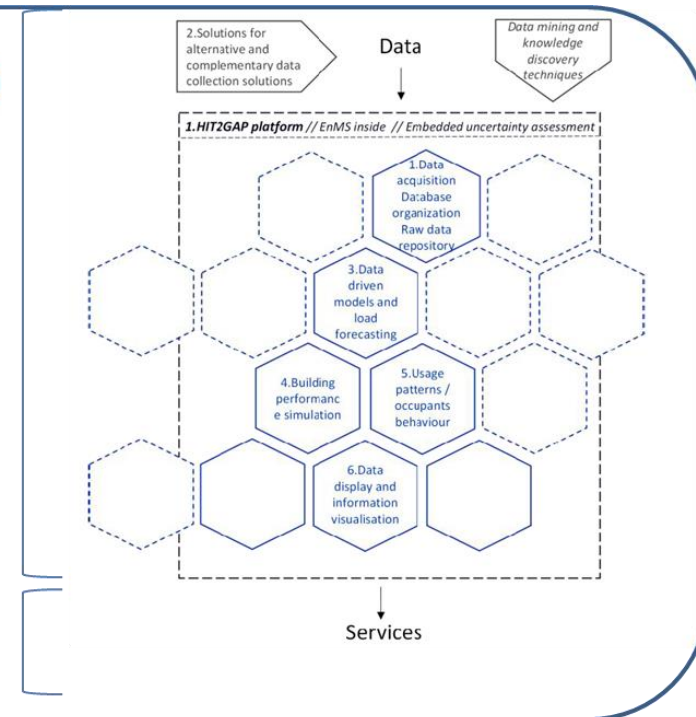 2.Solutions for
alternative and
complementary data
collection solutions
Data
Data mining and
knowledge
discovery
techniques
1.HIT2GAP platform // EnMS inside // Embedded uncertainty assessment
1.Data
acquisition
Database
organization
Raw data
repository
3.Data
driven
models and
load
forecasting
4.Building
performanc
e simulation
5.Usage
patterns /
occupants
behaviour
6.Data
display and
information
visualisation
Services